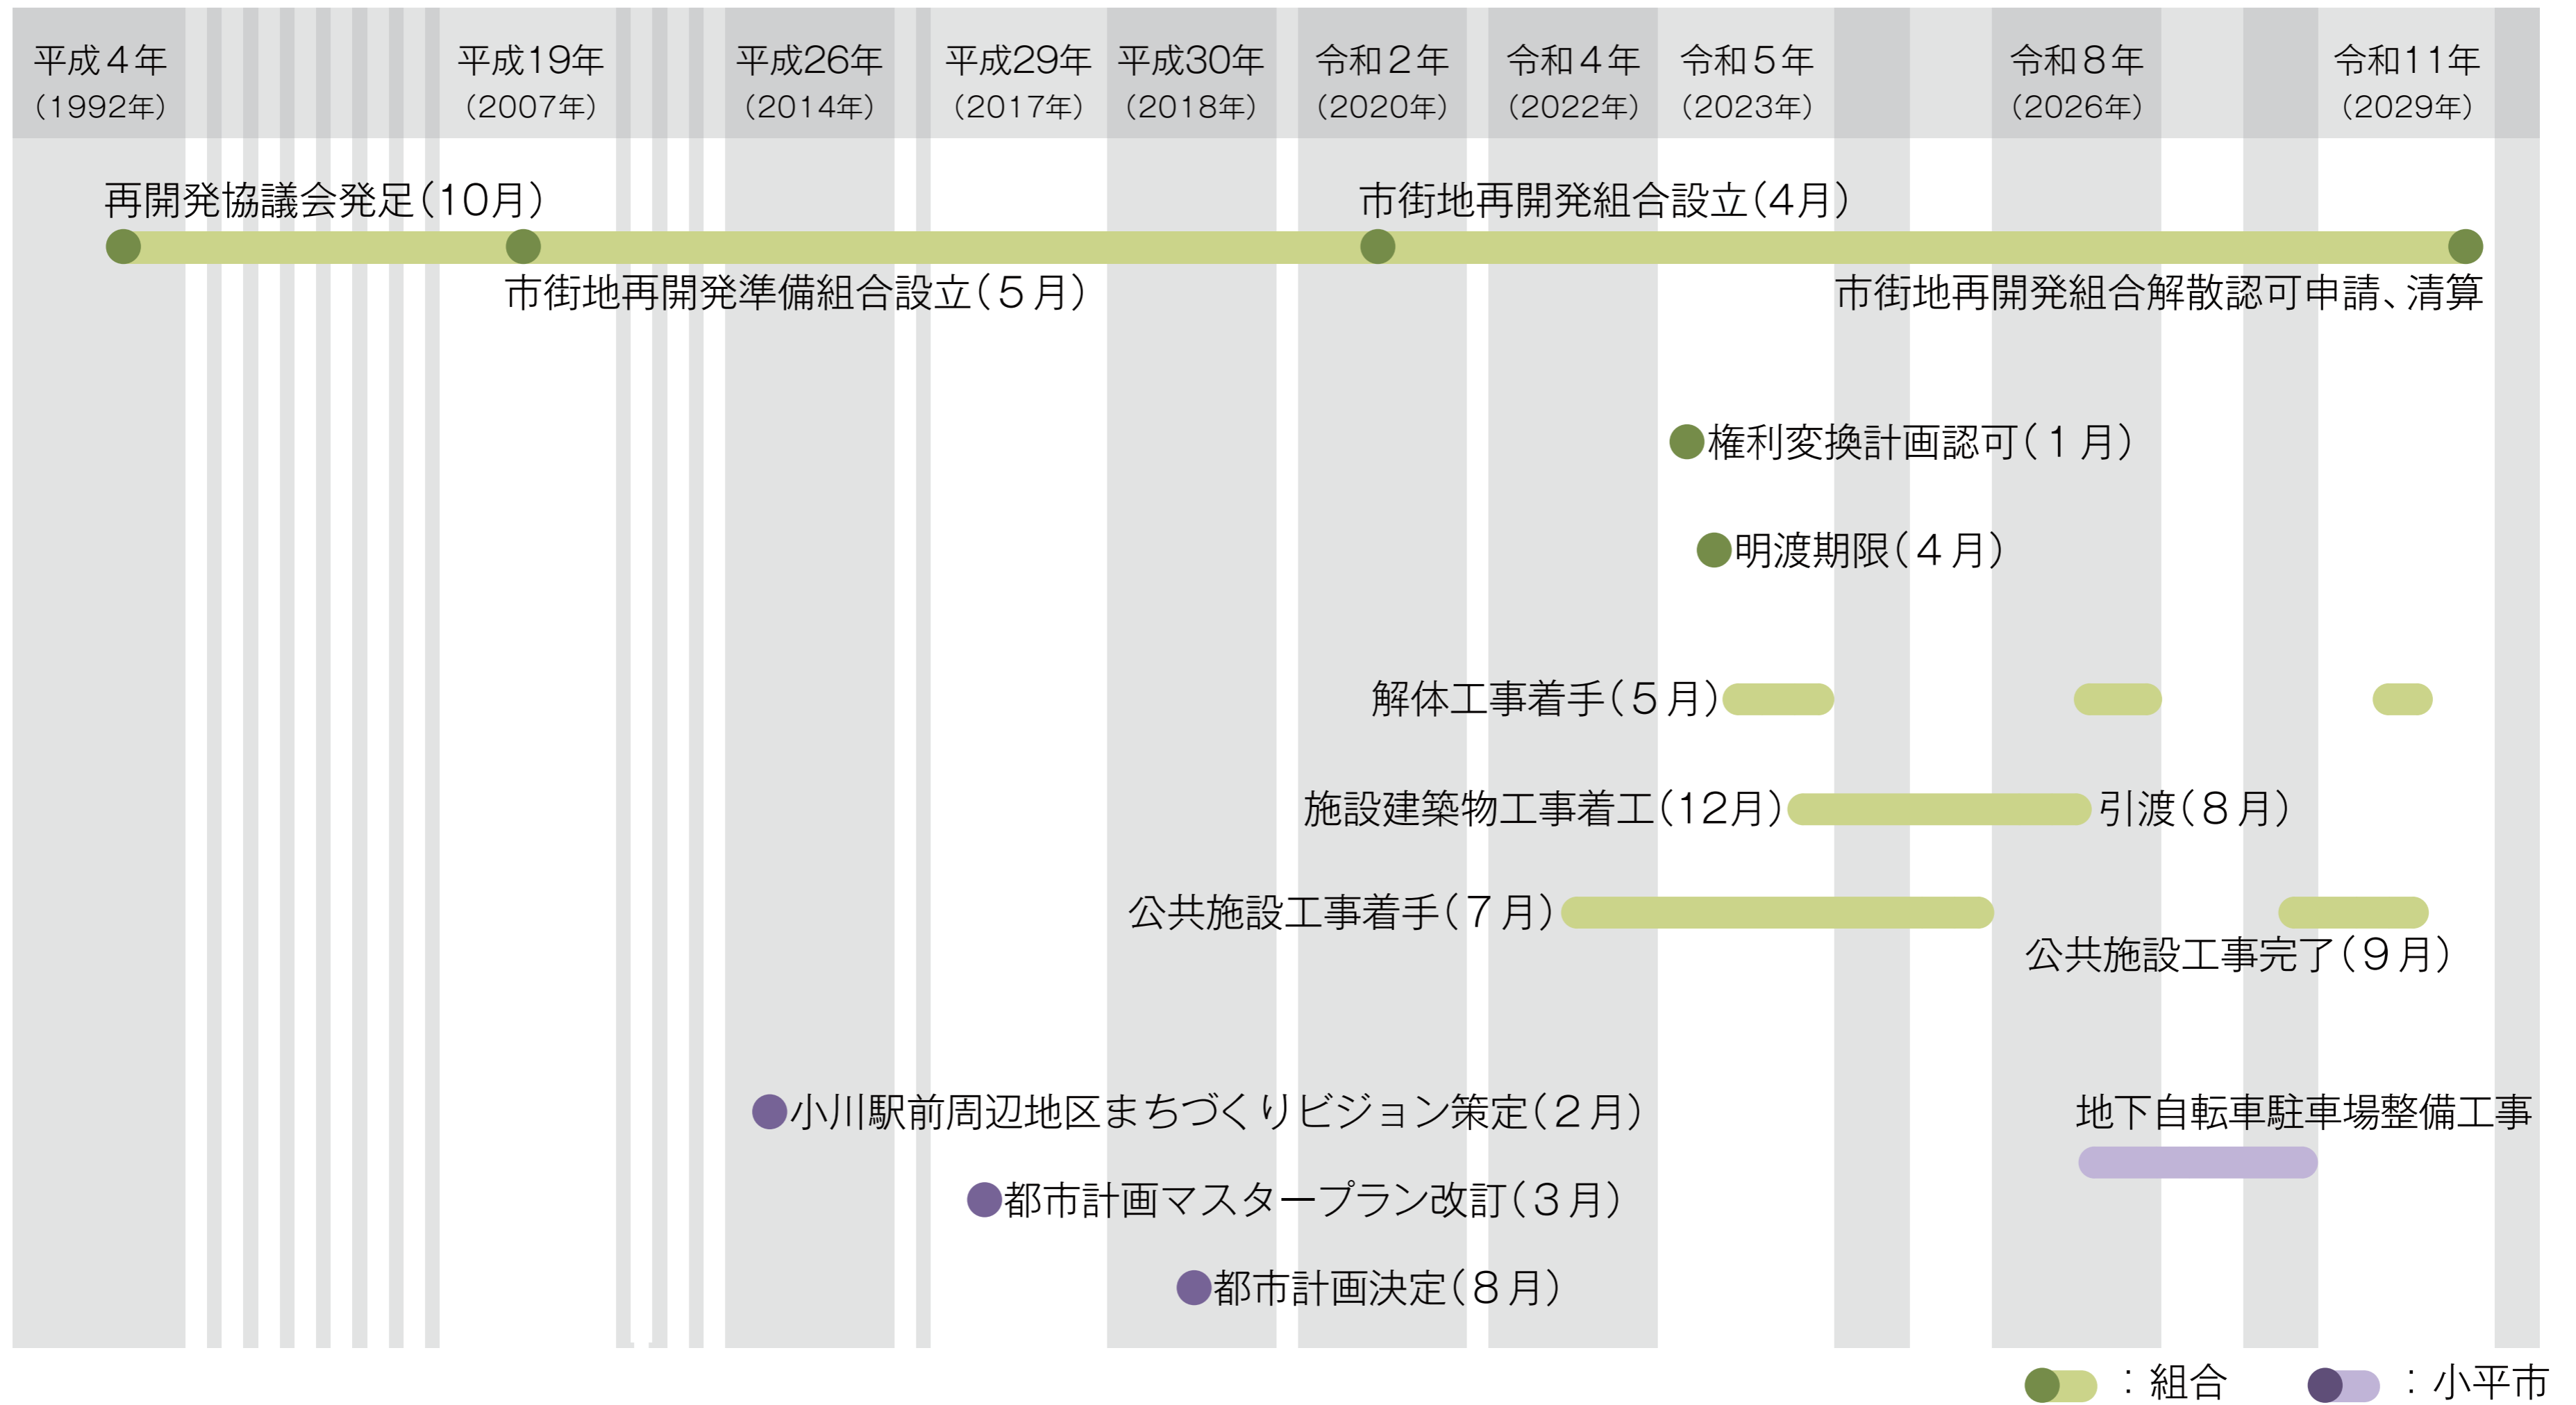 平成4年 平成19年 平成26年 平成29年 平成30年 令和2年 令和4年 令和5年 令和8年 令和11年
(1992年) (2007年) (2014年) (2017年) (2018年) (2020年) (2022年) (2023年) (2026年) (2029年)
再開発協議会発足(10月) 市街地再開発組合設立(4月)
市街地再開発準備組合設立(5月) 市街地再開発組合解散認可申請、清算
権利変換計画認可(1月)
明渡期限(4月)
解体工事着手(5月)
施設建築物工事着工(12月) 引渡(8月)
公共施設工事着手(7月)
公共施設工事完了(9月)
小川駅前周辺地区まちづくりビジョン策定(2月) 地下自転車駐車場整備工事
都市計画マスタープラン改訂(3月)
都市計画決定(8月)
:組合 :小平市